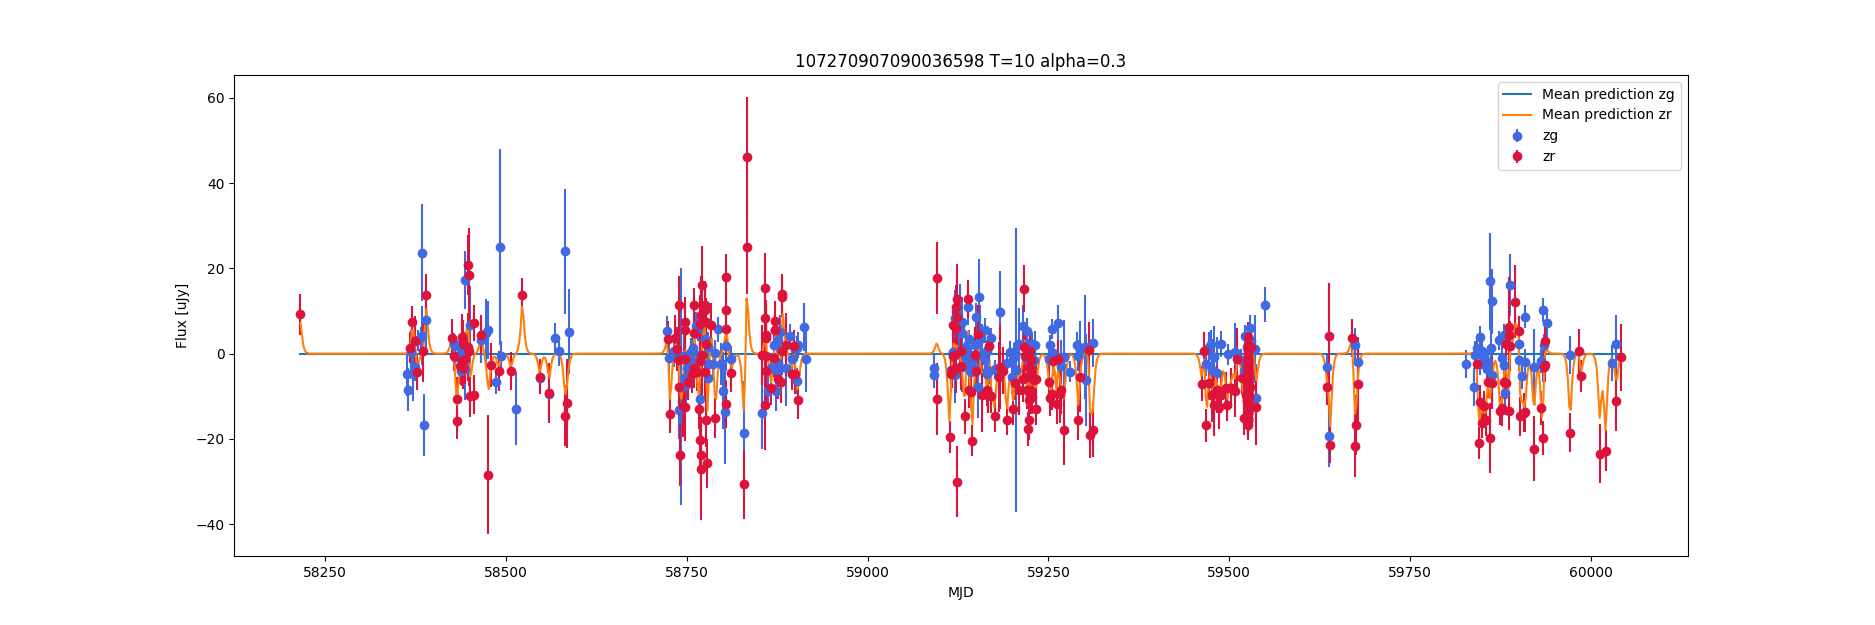 107270907090036598 T=10 alpha=0.3
Flux [uJy]
60
40
20
0
−20
−40
58250
58500
58750
59000
59250
59500
59750
60000
MJD
Mean prediction zg
Mean prediction zr
zg
zr